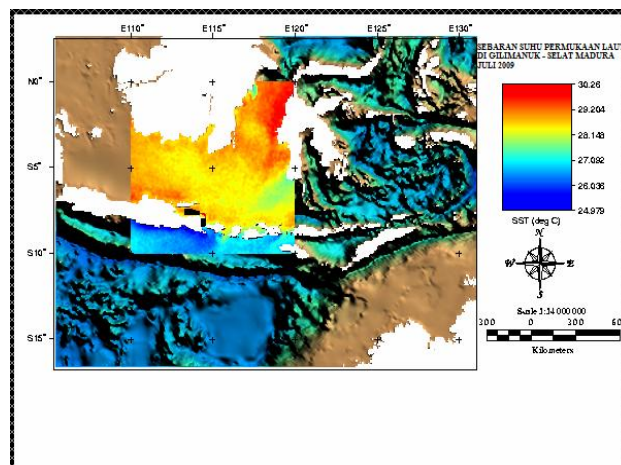 E110° E115° E120° E125° E130°
N0°
S5°
S10°
S15°
SEBARAN SUHU PERMUKAAN LAU
DI GILIMANUK - SELAT MADURA
JULI 2009
30.26
29.204
28.148
27.092
26.036
24.979
SST (deg C)
N
W E
S
Scale 1:34 000 000
300 0 300 60
Kilometers